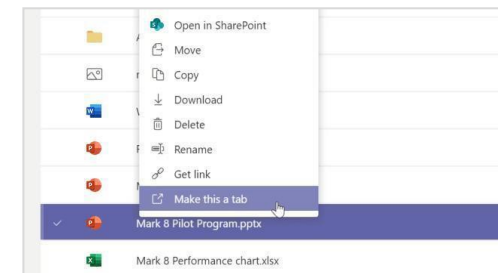 Open in SharePoint
Move
Copy
Download
Delete
Rename
Get link
Make this a tab
Mark 8 Pilot Program.pptx
Mark 8 Performance chart.xlsx